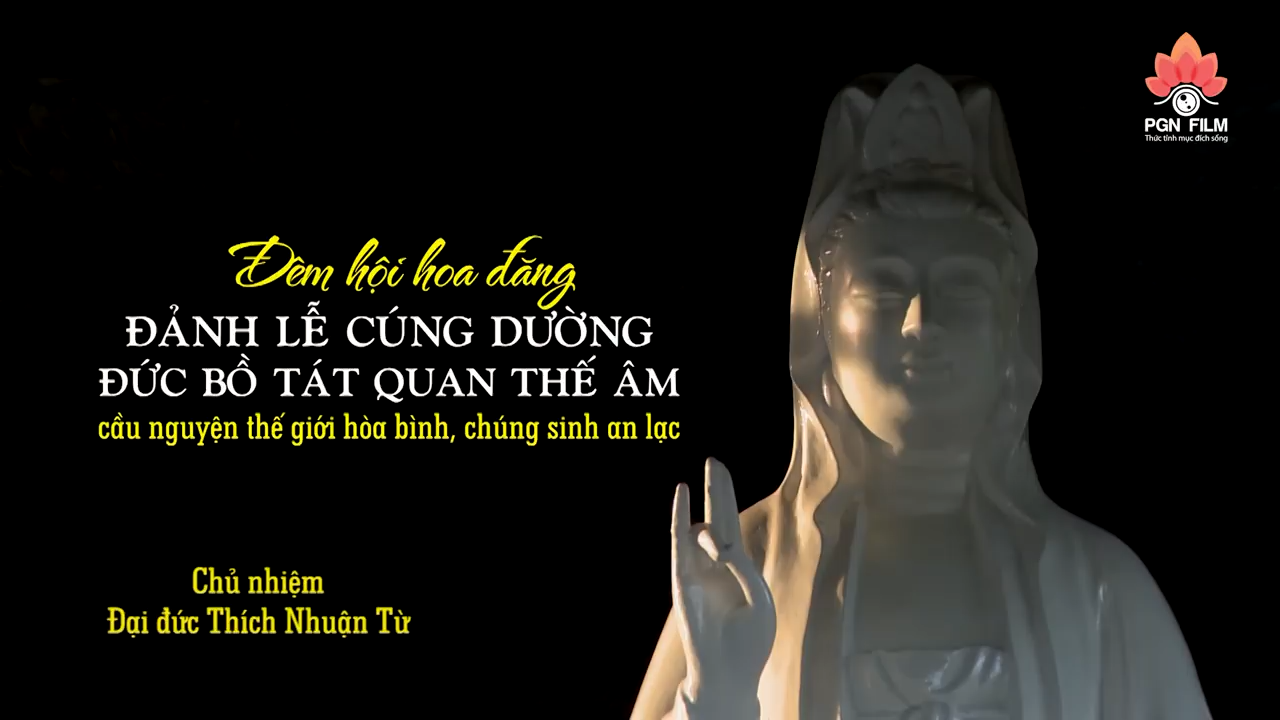 PGN FILM
Thức tỉnh mục đích sống
Đêm hội hoa đăng
ĐẢNH LỄ CÚNG DƯỜNG
ĐỨC BỒ TÁT QUAN THẾ ÂM
cầu nguyện thế giới hòa bình, chúng sinh an lạc
Chủ nhiệm
Đại đức Thích Nhuận Từ